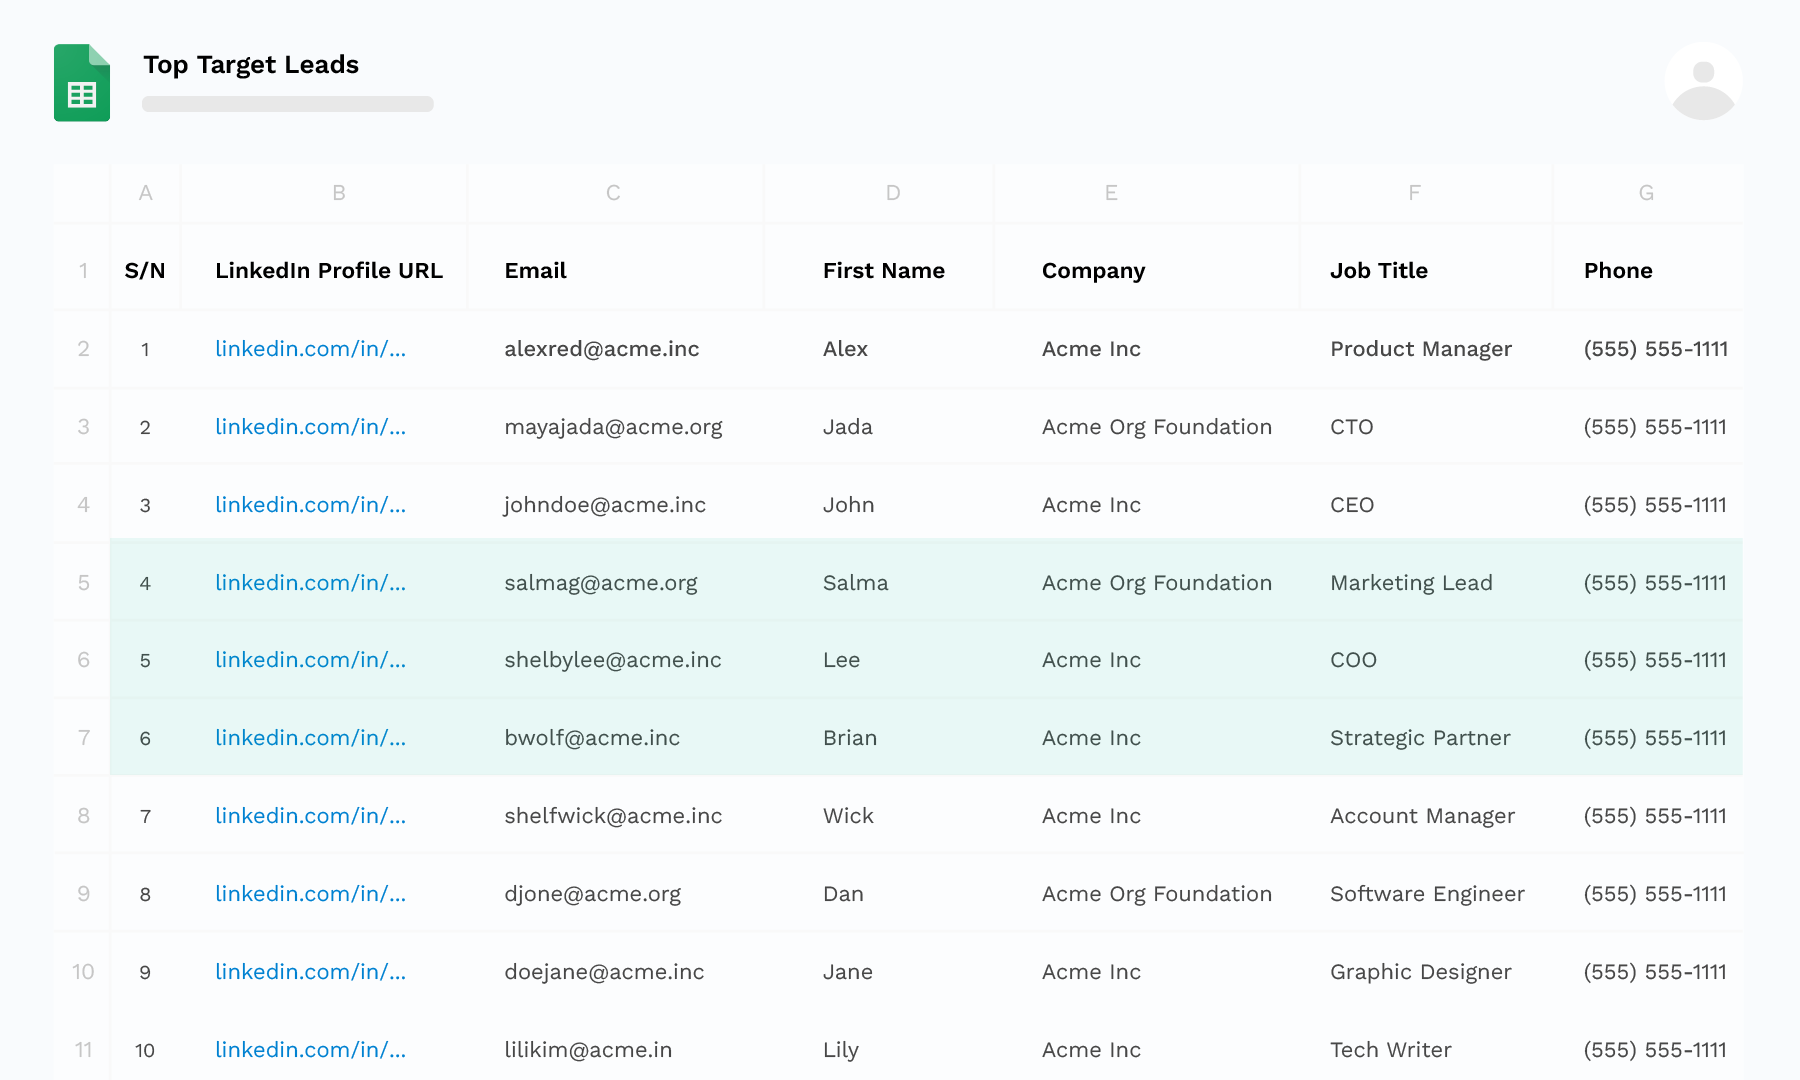 Top Target Leads
A B C D E F G
1 S/N LinkedIn Profile URL Email First Name Company Job Title Phone
2 1 linkedin.com/in/... alexred@acme.inc Alex Acme Inc Product Manager (555) 555-1111
3 2 linkedin.com/in/... mayajada@acme.org Jada Acme Org Foundation CTO (555) 555-1111
4 3 linkedin.com/in/... johndoe@acme.inc John Acme Inc CEO (555) 555-1111
5 4 linkedin.com/in/... salmag@acme.org Salma Acme Org Foundation Marketing Lead (555) 555-1111
6 5 linkedin.com/in/... shelbylee@acme.inc Lee Acme Inc COO (555) 555-1111
7 6 linkedin.com/in/... bwolf@acme.inc Brian Acme Inc Strategic Partner (555) 555-1111
8 7 linkedin.com/in/... shelfwick@acme.inc Wick Acme Inc Account Manager (555) 555-1111
9 8 linkedin.com/in/... djone@acme.org Dan Acme Org Foundation Software Engineer (555) 555-1111
10 9 linkedin.com/in/... doejane@acme.inc Jane Acme Inc Graphic Designer (555) 555-1111
11 10 linkedin.com/in/... lilikim@acme.in Lily Acme Inc Tech Writer (555) 555-1111